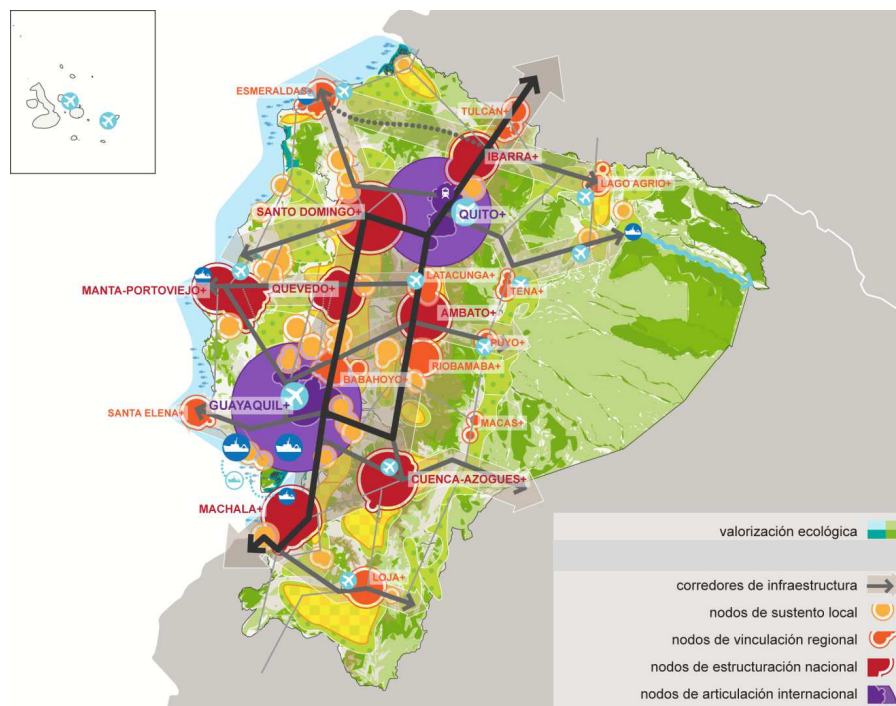 ESMERALDAS+
TULCÁN+
IBARRA+
LAGO AGRIO+
SANTO DOMINGO+
QUITO+
MANTA-PORTOVIEJO+
QUEVEDO+
LATACUNGA+
TENA+
AMBATO+
PUYO+
RIOBAMABA+
BABAHOYO+
GUAYAQUIL+
SANTA ELENA+
MACAS+
CUENCA-AZOGUES+
MACHALA+
LOJA+
valorización ecológica
corredores de infraestructura
nodos de sustento local
nodos de vinculación regional
nodos de estructuración nacional
nodos de articulación internacional